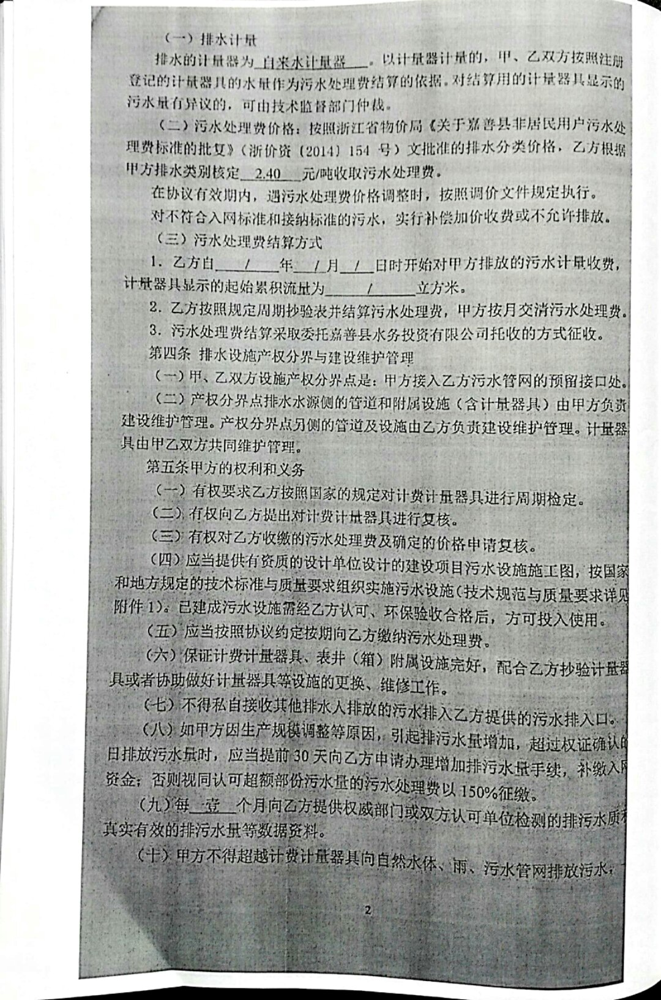 （一）排水计量
排水的计量器为 自来水计量器 。以计量器计量的，甲、乙双方按照注册
登记的计量器具的水量作为污水处理费结算的依据。对结算用的计量器具显示的
污水量有异议的，可由技术监督部门仲裁。
（二）污水处理费价格：按照浙江省物价局《关于嘉善县非居民用户污水处
理费标准的批复》（浙价资〔2014〕154 号）文批准的排水分类价格，乙方根据
甲方排水类别核定 2.40 元/吨收取污水处理费。
在协议有效期内，遇污水处理费价格调整时，按照调价文件规定执行。
对不符合入网标准和接纳标准的污水，实行补偿加价收费或不允许排放。
（三）污水处理费结算方式
1．乙方自 / 年 / 月 / 日时开始对甲方排放的污水计量收费，
计量器具显示的起始累积流量为 / 立方米。
2．乙方按照规定周期抄验表并结算污水处理费，甲方按月交清污水处理费。
3．污水处理费结算采取委托嘉善县水务投资有限公司托收的方式征收。
第四条 排水设施产权分界与建设维护管理
（一）甲、乙双方设施产权分界点是：甲方接入乙方污水管网的预留接口处。
（二）产权分界点排水水源侧的管道和附属设施（含计量器具）由甲方负责
建设维护管理。产权分界点另侧的管道及设施由乙方负责建设维护管理。计量器
具由甲乙双方共同维护管理。
第五条甲方的权利和义务
（一）有权要求乙方按照国家的规定对计费计量器具进行周期检定。
（二）有权向乙方提出对计费计量器具进行复核。
（三）有权对乙方收缴的污水处理费及确定的价格申请复核。
（四）应当提供有资质的设计单位设计的建设项目污水设施施工图，按国家
和地方规定的技术标准与质量要求组织实施污水设施（技术规范与质量要求详见
附件 1）。已建成污水设施需经乙方认可、环保验收合格后，方可投入使用。
（五）应当按照协议约定按期向乙方缴纳污水处理费。
（六）保证计费计量器具、表井（箱）附属设施完好，配合乙方抄验计量器
具或者协助做好计量器具等设施的更换、维修工作。
（七）不得私自接收其他排水人排放的污水排入乙方提供的污水排入口。
（八）如甲方因生产规模调整等原因，引起排污水量增加，超过权证确认的
日排放污水量时，应当提前 30 天向乙方申请办理增加排污水量手续，补缴入网
资金；否则视同认可超额部份污水量的污水处理费以 150%征缴。
（九）每 壹 个月向乙方提供权威部门或双方认可单位检测的排污水质和
真实有效的排污水量等数据资料。
（十）甲方不得超越计费计量器具向自然水体、雨、污水管网排放污水；
2